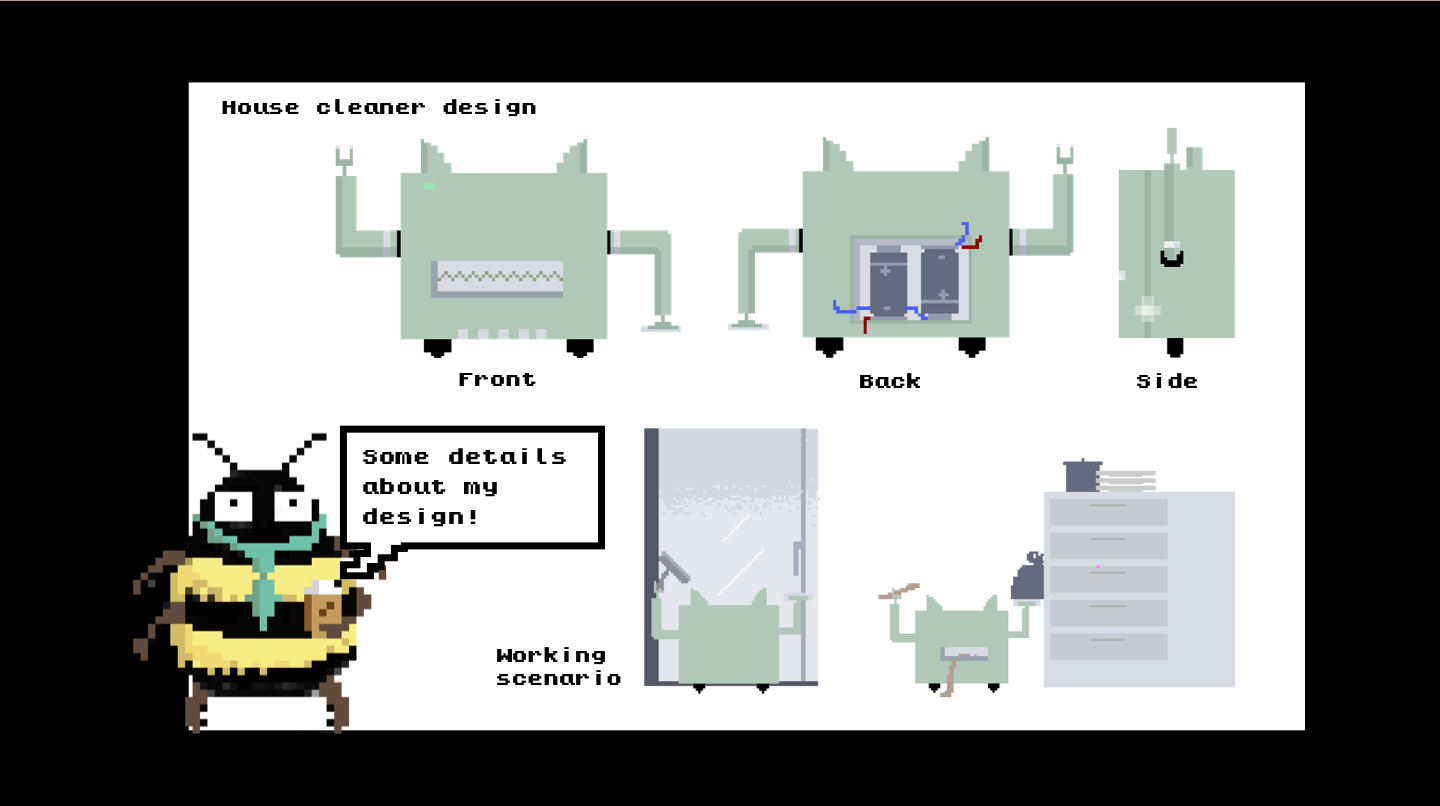 House cleaner design
Front
Back
Side
Some details
about my
design!
Working
scenario